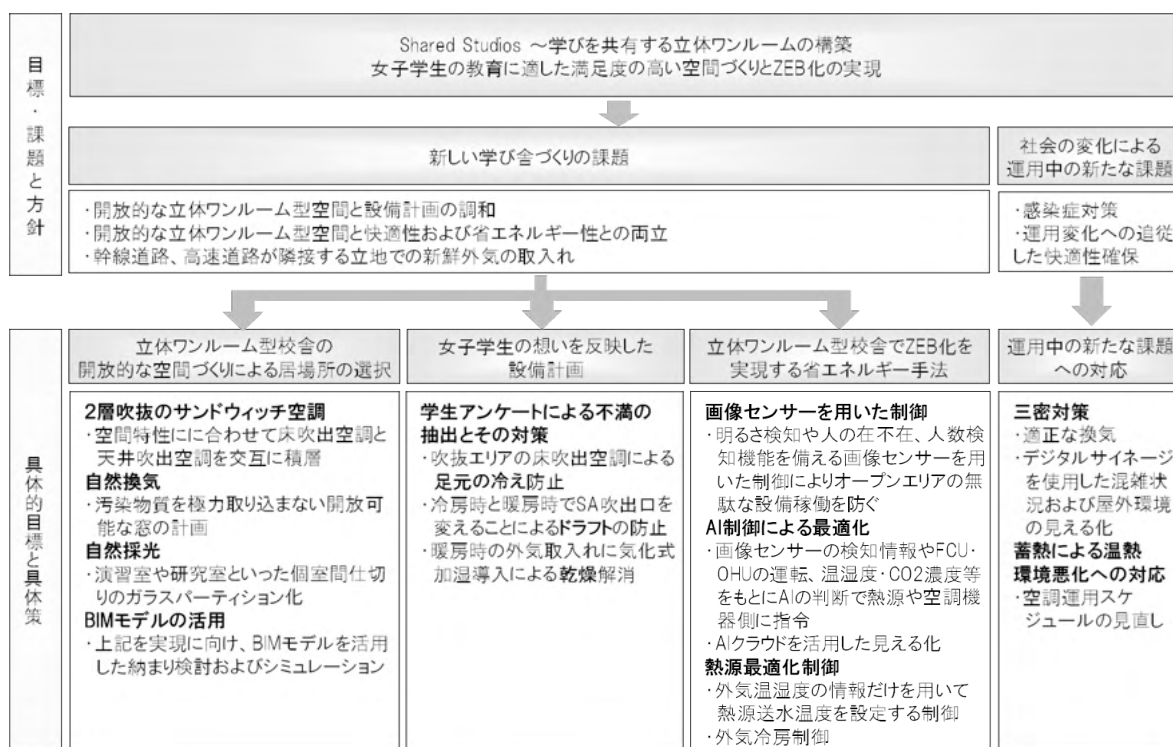 目標・課題と方針
Shared Studios ～学びを共有する立体ワンルームの構築
女子学生の教育に適した満足度の高い空間づくりとZEB化の実現
新しい学び舎づくりの課題
・開放的な立体ワンルーム型空間と設備計画の調和
・開放的な立体ワンルーム型空間と快適性および省エネルギー性との両立
・幹線道路、高速道路が隣接する立地での新鮮外気の取入れ
社会の変化による
運用中の新たな課題
・感染症対策
・運用変化への追従
した快適性確保
具体的目標と具体策
立体ワンルーム型校舎の
開放的な空間づくりによる居場所の選択
2層吹抜のサンドウィッチ空調
・空間特性にに合わせて床吹出空調と
天井吹出空調を交互に積層
自然換気
・汚染物質を極力取り込まない開放可
能な窓の計画
自然採光
・演習室や研究室といった個室間仕切
りのガラスパーティション化
BIMモデルの活用
・上記を実現に向け、BIMモデルを活用
した納まり検討およびシミュレーション
女子学生の想いを反映した
設備計画
学生アンケートによる不満の
抽出とその対策
・吹抜エリアの床吹出空調による
足元の冷え防止
・冷房時と暖房時でSA吹出口を
変えることによるドラフトの防止
・暖房時の外気取入れに気化式
加湿導入による乾燥解消
立体ワンルーム型校舎でZEB化を
実現する省エネルギー手法
画像センサーを用いた制御
・明るさ検知や人の在不在、人数検
知機能を備える画像センサーを用
いた制御によりオープンエリアの無
駄な設備稼働を防ぐ
AI制御による最適化
・画像センサーの検知情報やFCU・
OHUの運転、温湿度・CO2濃度等
をもとにAIの判断で熱源や空調機
器側に指令
・AIクラウドを活用した見える化
熱源最適化制御
・外気温湿度の情報だけを用いて
熱源送水温度を設定する制御
・外気冷房制御
運用中の新たな課題
への対応
三密対策
・適正な換気
・デジタルサイネージ
を使用した混雑状
況および屋外環境
の見える化
蓄熱による温熱
環境悪化への対応
・空調運用スケ
ジュールの見直し